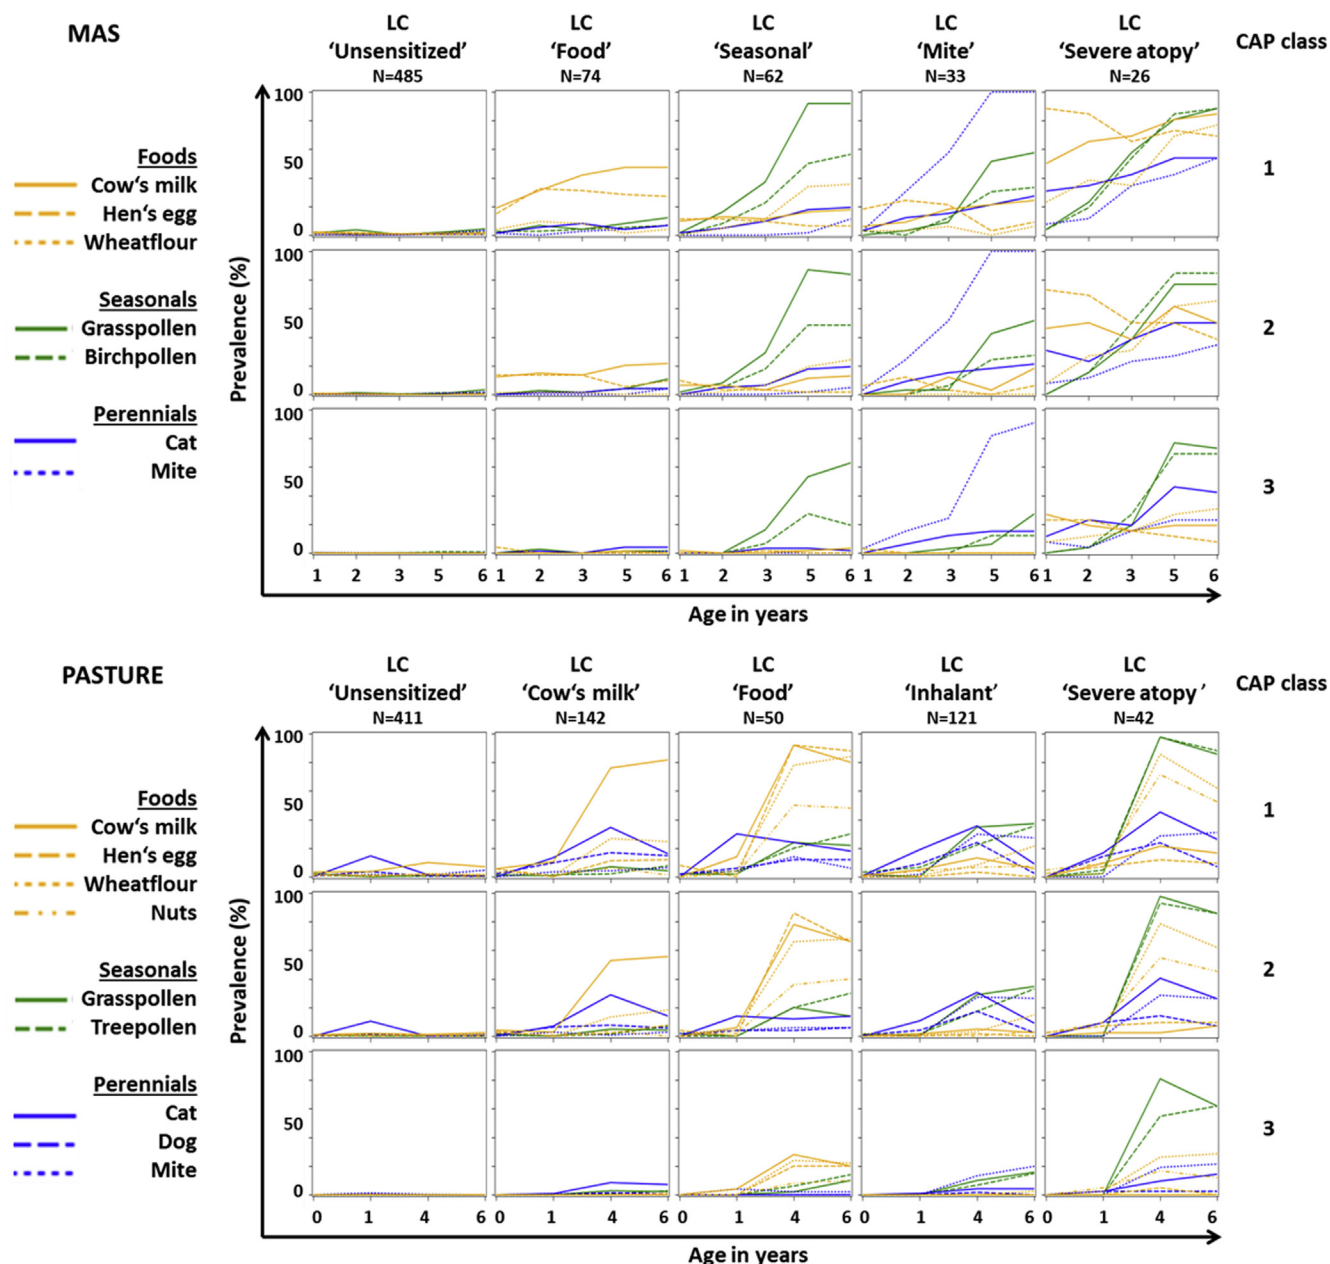 MAS
LC
'Unsensitized'
N=485
LC
'Food'
N=74
LC
‘Seasonal’
N=62
LC
‘Mite’
N=33
LC
‘Severe atopy’
N=26
CAP class
Foods
Cow‘s milk
Hen‘s egg
Wheatflour
Seasonals
Grasspollen
Birchpollen
Perennials
Cat
Mite
Prevalence (%)
100
50
0
1
100
50
0
2
100
50
0
3
1 2 3 5 6
1 2 3 5 6
1 2 3 5 6
1 2 3 5 6
1 2 3 5 6
Age in years
PASTURE
LC
‘Unsensitized’
N=411
LC
‘Cow‘s milk’
N=142
LC
‘Food’
N=50
LC
‘Inhalant’
N=121
LC
‘Severe atopy ’
N=42
CAP class
Foods
Cow‘s milk
Hen‘s egg
Wheatflour
Nuts
Seasonals
Grasspollen
Treepollen
Perennials
Cat
Dog
Mite
Prevalence (%)
100
50
0
1
100
50
0
2
100
50
0
3
0 1 4 6
0 1 4 6
0 1 4 6
0 1 4 6
0 1 4 6
Age in years